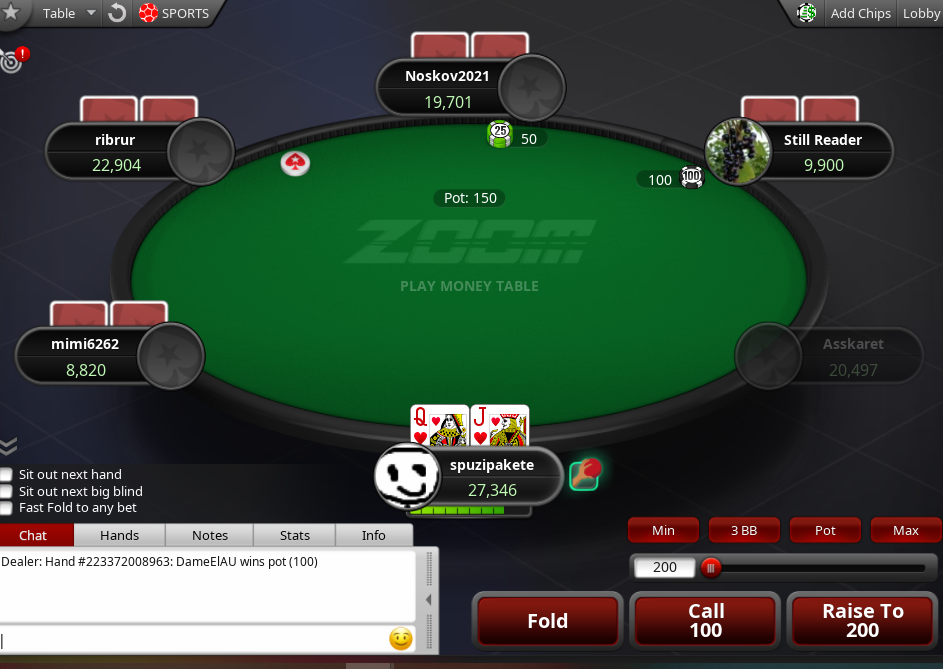 Table
SPORTS
Add Chips
Lobby
!
Noskov2021
19,701
ribrur
22,904
Still Reader
9,900
25
50
100
100
Pot: 150
ZOOM
PLAY MONEY TABLE
mimi6262
8,820
Asskaret
20,497
Q
J
spuzipakete
27,346
Sit out next hand
Sit out next big blind
Fast Fold to any bet
Chat
Hands
Notes
Stats
Info
Dealer: Hand #223372008963: DameElAU wins pot (100)
Min
3 BB
Pot
Max
200
Fold
Call
100
Raise To
200